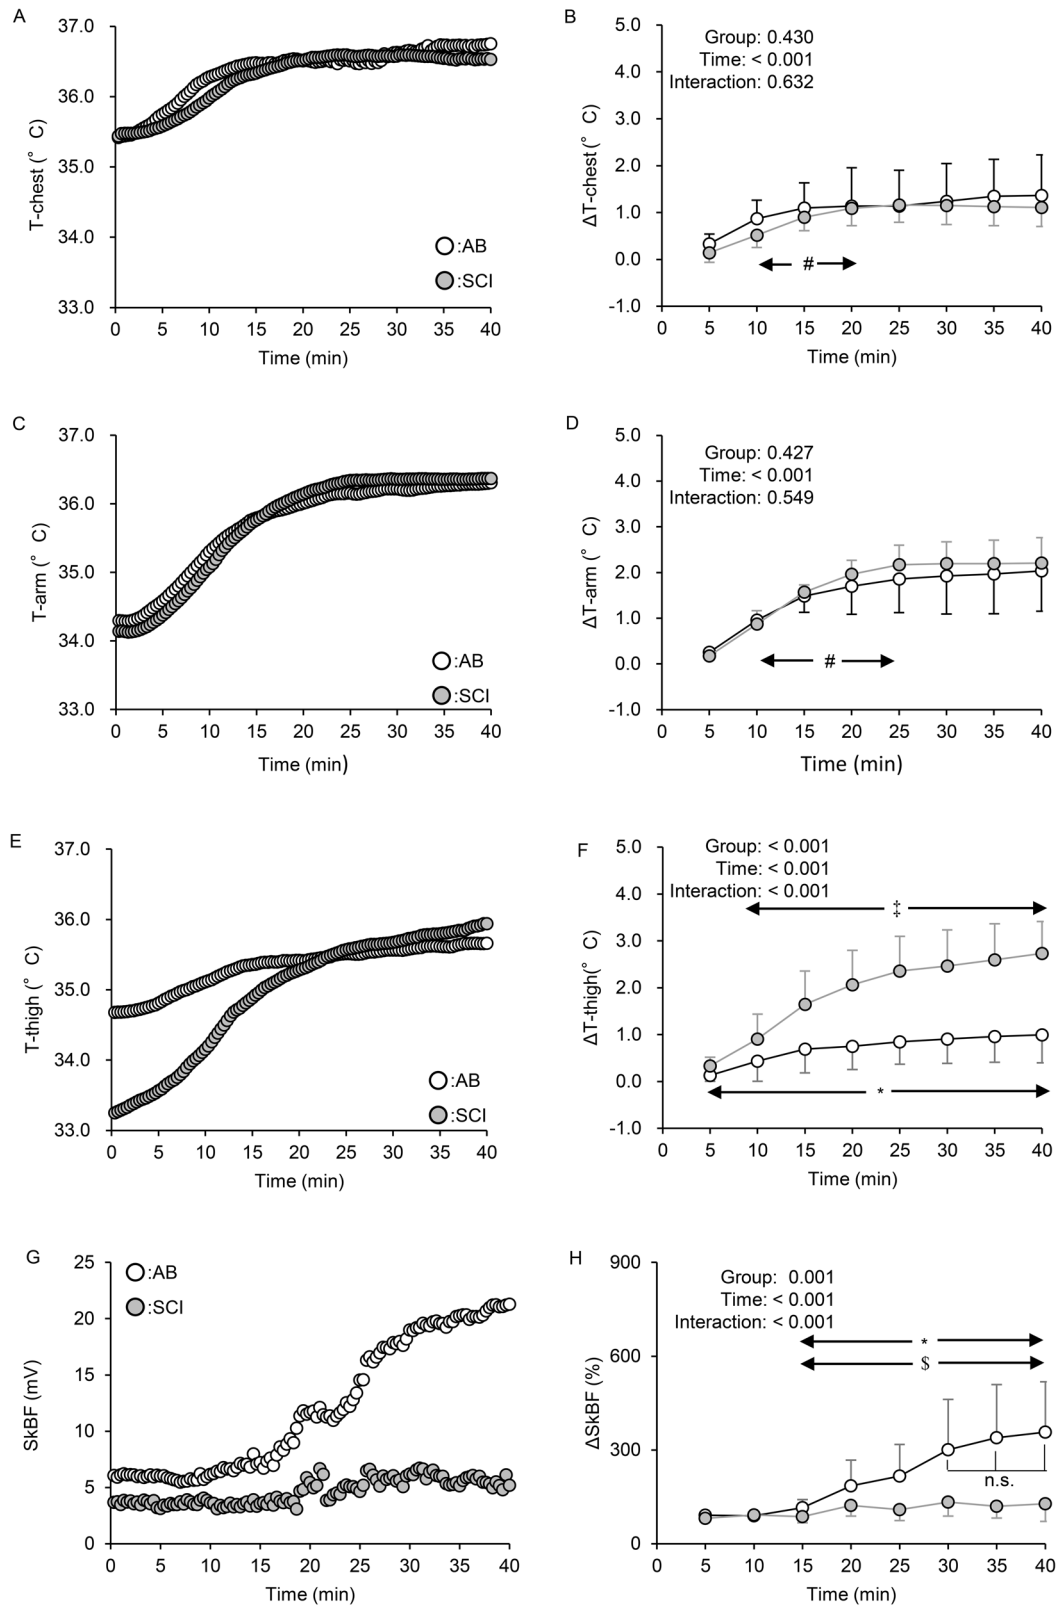 A
37.0
36.0
35.0
34.0
33.0
T-chest (° C)
:AB
:SCI
0 5 10 15 20 25 30 35 40
Time (min)
B
5.0
4.0
3.0
2.0
1.0
0.0
-1.0
ΔT-chest (° C)
Group: 0.430
Time: < 0.001
Interaction: 0.632
#
0 5 10 15 20 25 30 35 40
Time (min)
C
37.0
36.0
35.0
34.0
33.0
T-arm (° C)
:AB
:SCI
0 5 10 15 20 25 30 35 40
Time (min)
D
5.0
4.0
3.0
2.0
1.0
0.0
-1.0
ΔT-arm (° C)
Group: 0.427
Time: < 0.001
Interaction: 0.549
#
0 5 10 15 20 25 30 35 40
Time (min)
E
37.0
36.0
35.0
34.0
33.0
T-thigh (° C)
:AB
:SCI
0 5 10 15 20 25 30 35 40
Time (min)
F
5.0
4.0
3.0
2.0
1.0
0.0
-1.0
ΔT-thigh(° C)
Group: < 0.001
Time: < 0.001
Interaction: < 0.001
‡
*
0 5 10 15 20 25 30 35 40
Time (min)
G
25
20
15
10
5
0
SkBF (mV)
:AB
:SCI
0 5 10 15 20 25 30 35 40
Time (min)
H
900
600
300
0
ΔSkBF (%)
Group: 0.001
Time: < 0.001
Interaction: < 0.001
*
$
n.s.
0 5 10 15 20 25 30 35 40
Time (min)